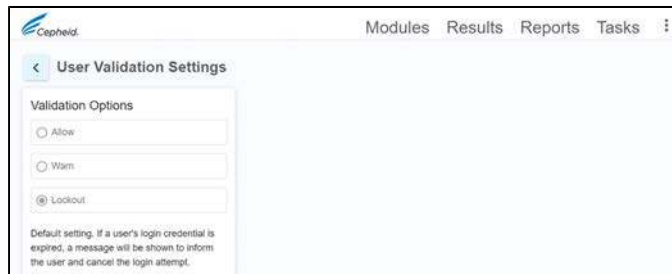 Cepheid.
Modules Results Reports Tasks
User Validation Settings
Validation Options
Allow
Warn
Lockout
Default setting. If a user's login credential is
expired, a message will be shown to inform
the user and cancel the login attempt.